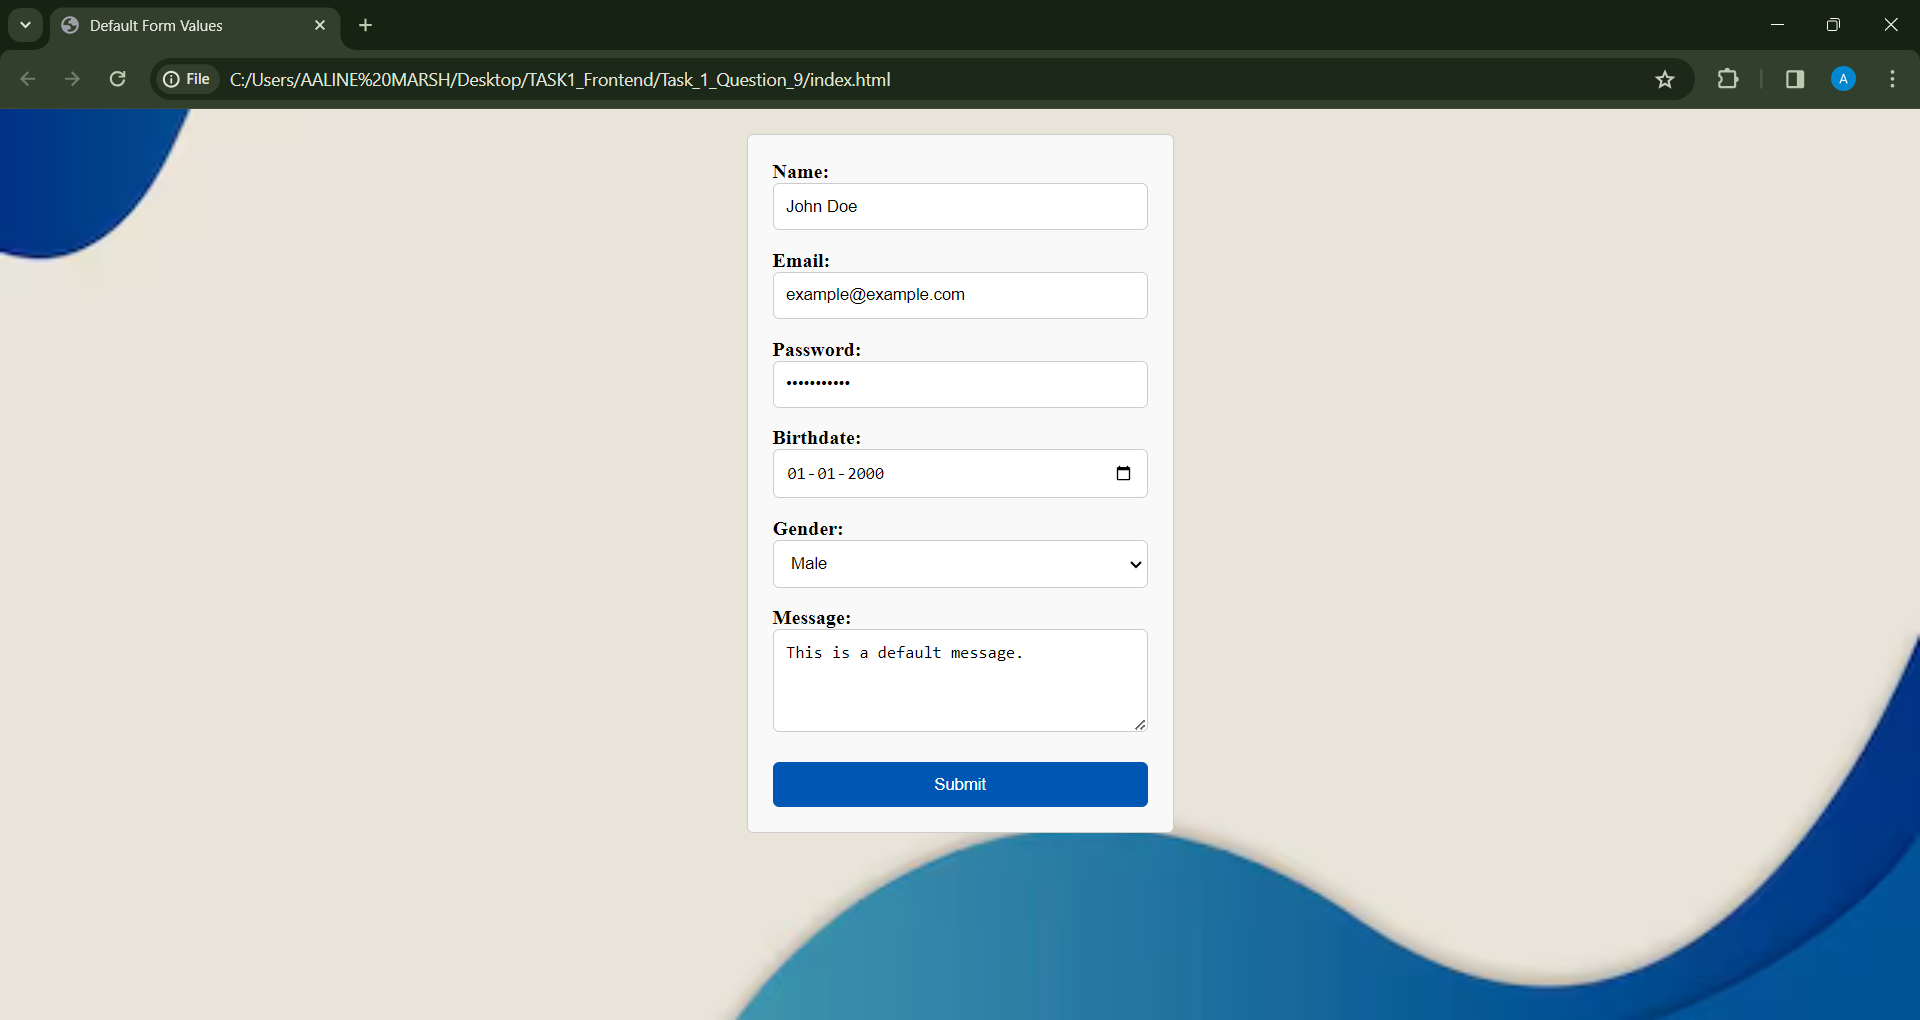 Default Form Values
File
C:/Users/AALINE%20MARSH/Desktop/TASK1_Frontend/Task_1_Question_9/index.html
A
Name:
John Doe
Email:
example@example.com
Password:
•••••••••••
Birthdate:
01-01-2000
Gender:
Male
Message:
This is a default message.
Submit